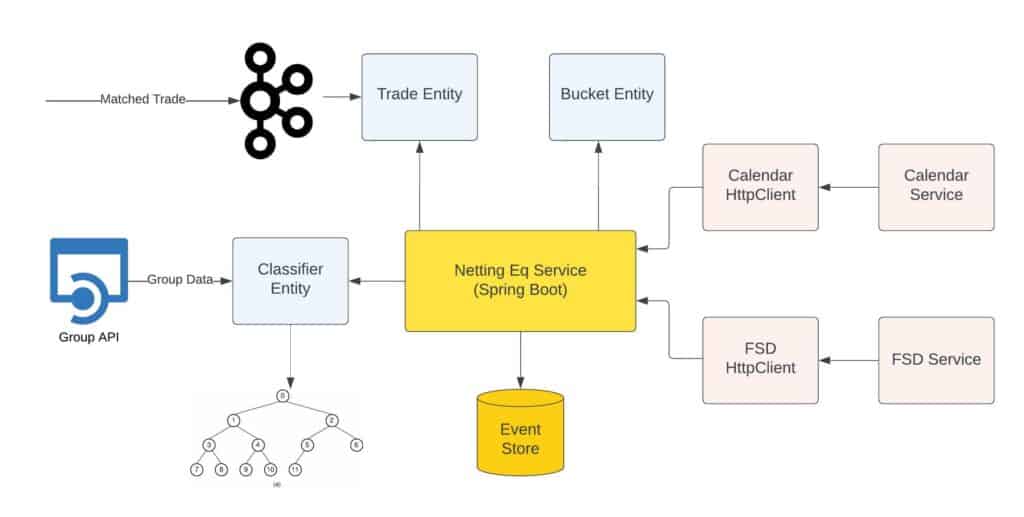 Matched Trade
Trade Entity
Bucket Entity
Calendar
HttpClient
Calendar
Service
Group Data
Group API
Classifier
Entity
Netting Eq Service
(Spring Boot)
FSD
HttpClient
FSD Service
Event
Store
0
1
2
3
4
5
6
7
8
9
10
11